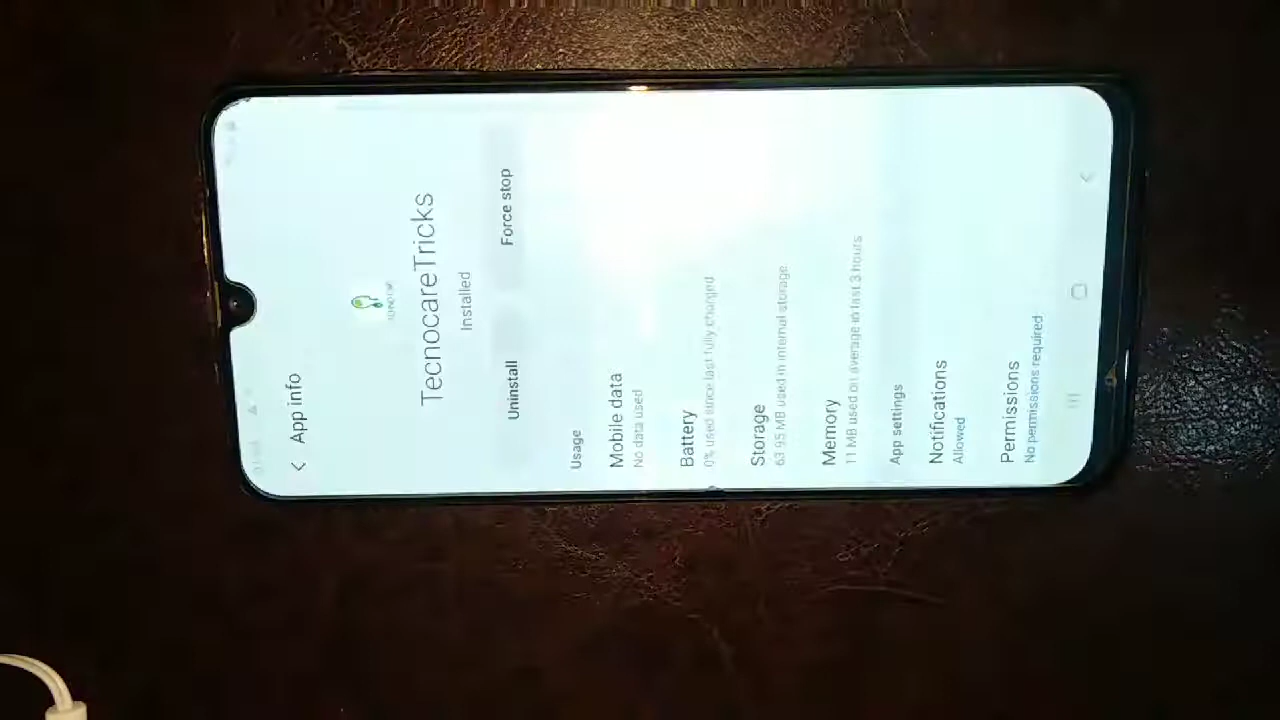 App info
TecnocareTricks
Installed
Uninstall
Force stop
Usage
Mobile data
No data used
Battery
0% used since last fully charged
Storage
63.95 MB used in internal storage
Memory
11 MB used on average in last 3 hours
App settings
Notifications
Allowed
Permissions
No permissions required